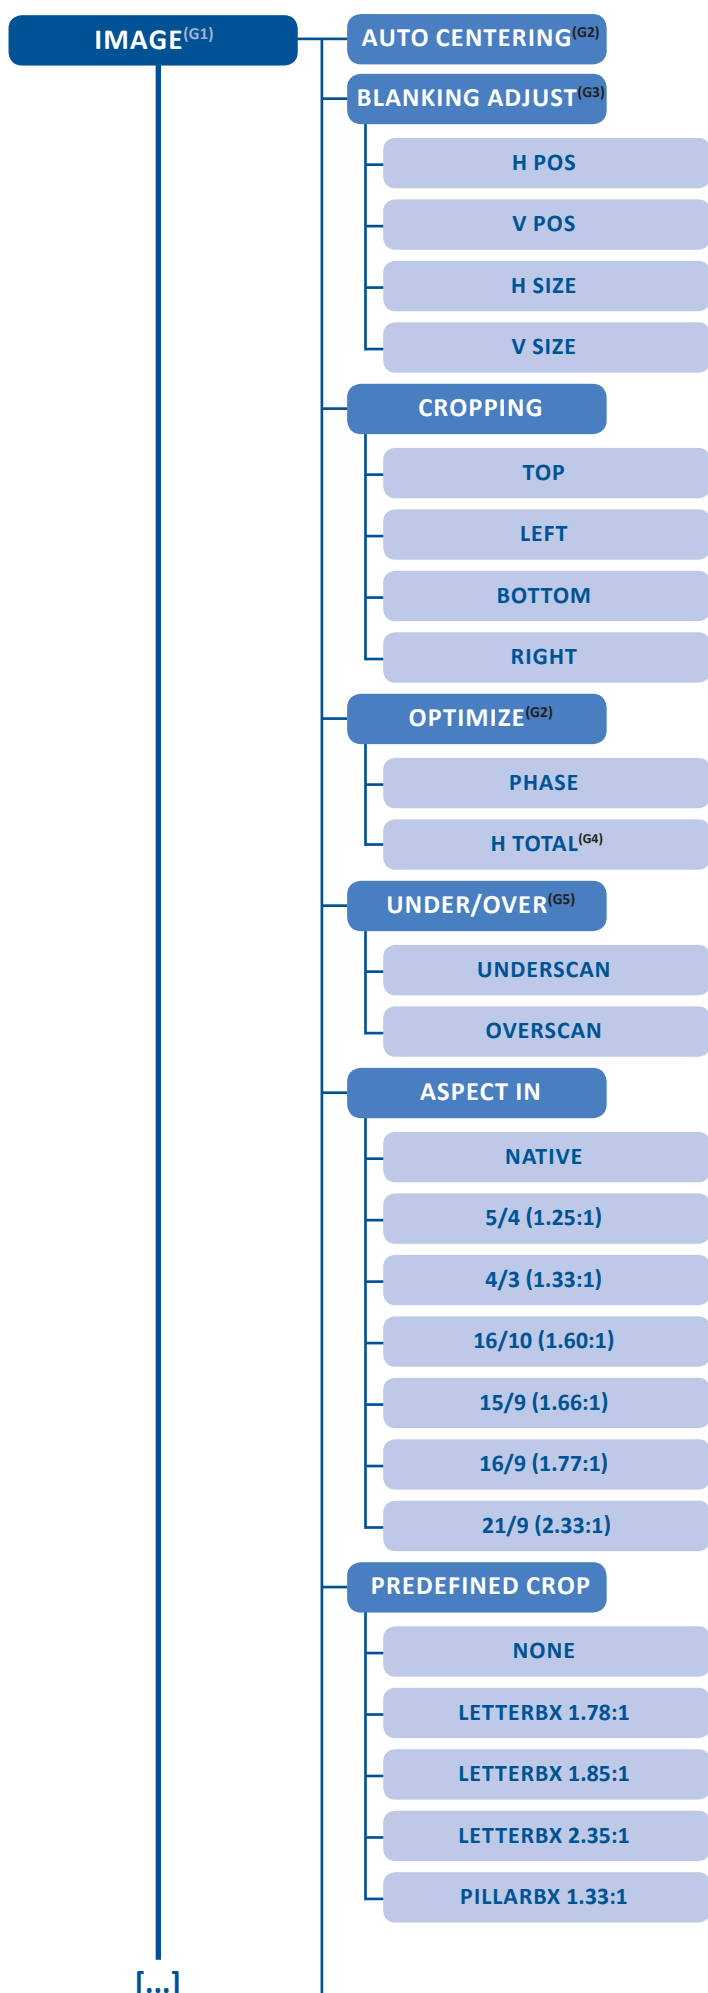 IMAGE(G1)
AUTO CENTERING(G2)
BLANKING ADJUST(G3)
H POS
V POS
H SIZE
V SIZE
CROPPING
TOP
LEFT
BOTTOM
RIGHT
OPTIMIZE(G2)
PHASE
H TOTAL(G4)
UNDER/OVER(G5)
UNDERSCAN
OVERSCAN
ASPECT IN
NATIVE
5/4 (1.25:1)
4/3 (1.33:1)
16/10 (1.60:1)
15/9 (1.66:1)
16/9 (1.77:1)
21/9 (2.33:1)
PREDEFINED CROP
NONE
LETTERBX 1.78:1
LETTERBX 1.85:1
LETTERBX 2.35:1
PILLARBX 1.33:1
[...]